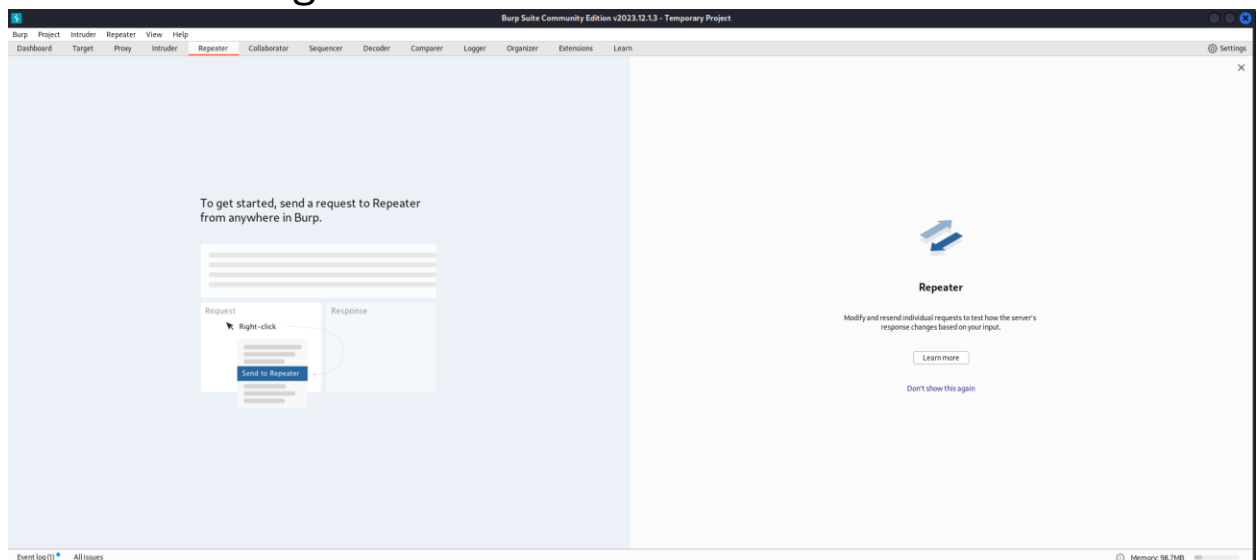 Burp Suite Community Edition v2023.12.1.3 - Temporary Project
Burp Project Intruder Repeater View Help
Dashboard Target Proxy Intruder Repeater Collaborator Sequencer Decoder Comparer Logger Organizer Extensions Learn Settings
To get started, send a request to Repeater
from anywhere in Burp.
Request Response
Right-click
Send to Repeater
Repeater
Modify and resend individual requests to test how the server's
response changes based on your input.
Learn more
Don't show this again
Event log (1) All issues Memory: 98.7MB